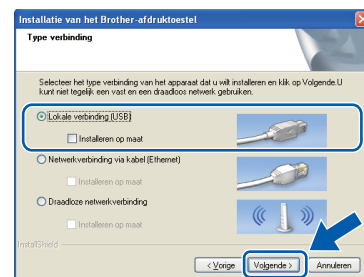 Installatie van het Brother-afdruktoestel
Type verbinding
Selecteer het type verbinding van het apparaat dat u wilt installeren en klik op Volgende.U
kunt niet tegelijk een vast en een draadloos netwerk gebruiken.
Lokale verbinding (USB)
Installeren op maat
Netwerkverbinding via kabel (Ethernet)
Installeren op maat
Draadloze netwerkverbinding
Installeren op maat
InstallShield
< Vorige
Volgende >
Annuleren